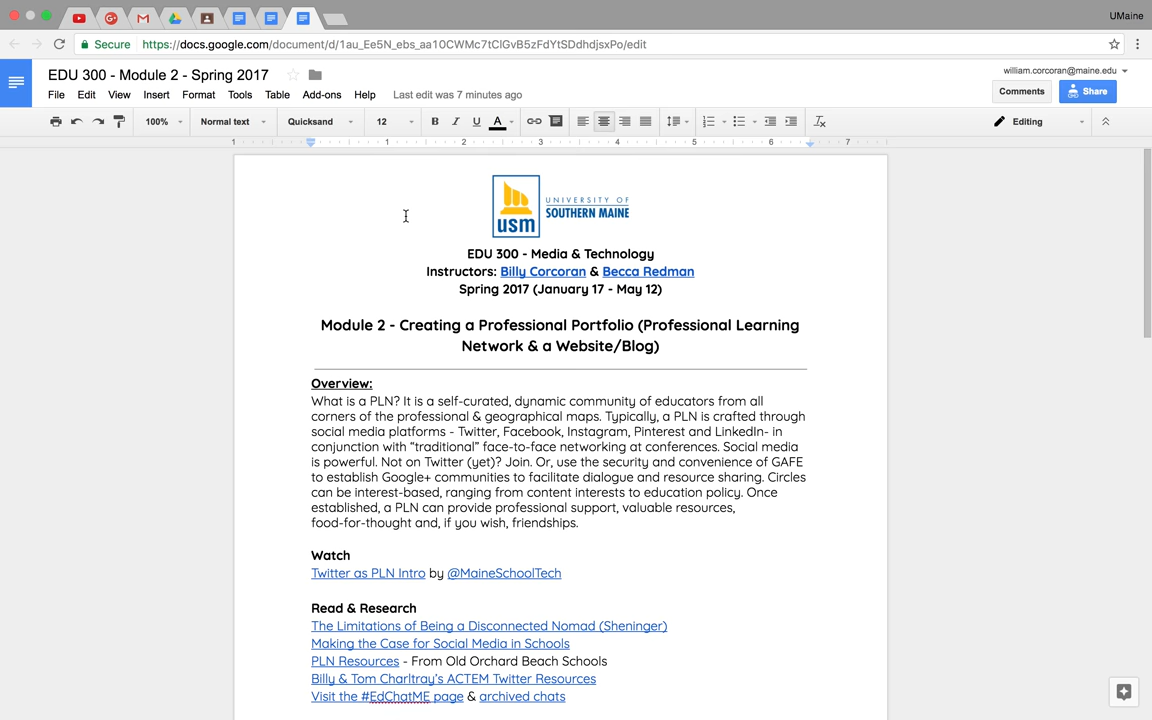 UMaine
Secure https://docs.google.com/document/d/1au_Ee5N_ebs_aa10CWMc7tClGvB5zFdYtSDdhdjsxPo/edit
EDU 300 - Module 2 - Spring 2017
william.corcoran@maine.edu
File Edit View Insert Format Tools Table Add-ons Help Last edit was 7 minutes ago
Comments Share
100% Normal text Quicksand 12 B I U A Editing
1 1 2 3 4 5 6 7
usm UNIVERSITY OF
SOUTHERN MAINE
EDU 300 - Media & Technology
Instructors: Billy Corcoran & Becca Redman
Spring 2017 (January 17 - May 12)
Module 2 - Creating a Professional Portfolio (Professional Learning
Network & a Website/Blog)
Overview:
What is a PLN? It is a self-curated, dynamic community of educators from all
corners of the professional & geographical maps. Typically, a PLN is crafted through
social media platforms - Twitter, Facebook, Instagram, Pinterest and LinkedIn- in
conjunction with “traditional” face-to-face networking at conferences. Social media
is powerful. Not on Twitter (yet)? Join. Or, use the security and convenience of GAFE
to establish Google+ communities to facilitate dialogue and resource sharing. Circles
can be interest-based, ranging from content interests to education policy. Once
established, a PLN can provide professional support, valuable resources,
food-for-thought and, if you wish, friendships.
Watch
Twitter as PLN Intro by @MaineSchoolTech
Read & Research
The Limitations of Being a Disconnected Nomad (Sheninger)
Making the Case for Social Media in Schools
PLN Resources - From Old Orchard Beach Schools
Billy & Tom Charltray's ACTEM Twitter Resources
Visit the #EdChatME page & archived chats